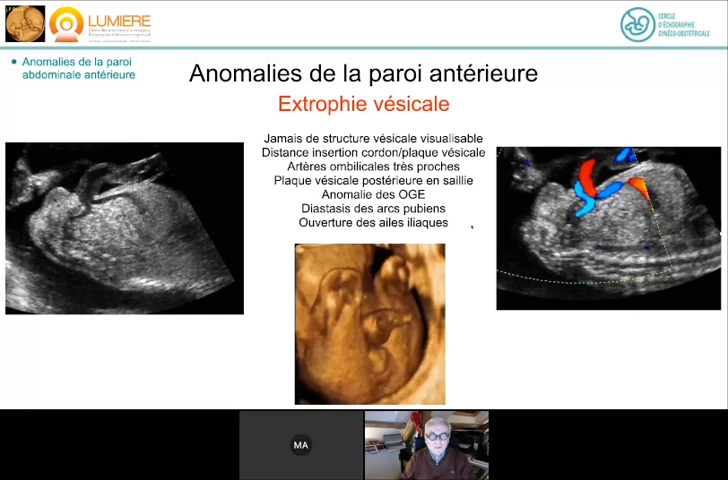 LUMIERE
CERCLE
D'ÉCHOGRAPHIE
GYNÉCO-OBSTÉTRICALE
Anomalies de la paroi
abdominale antérieure
Anomalies de la paroi antérieure
Extrophie vésicale
Jamais de structure vésicale visualisable
Distance insertion cordon/plaque vésicale
Artères ombilicales très proches
Plaque vésicale postérieure en saillie
Anomalie des OGE
Diastasis des arcs pubiens
Ouverture des ailes iliaques
MA